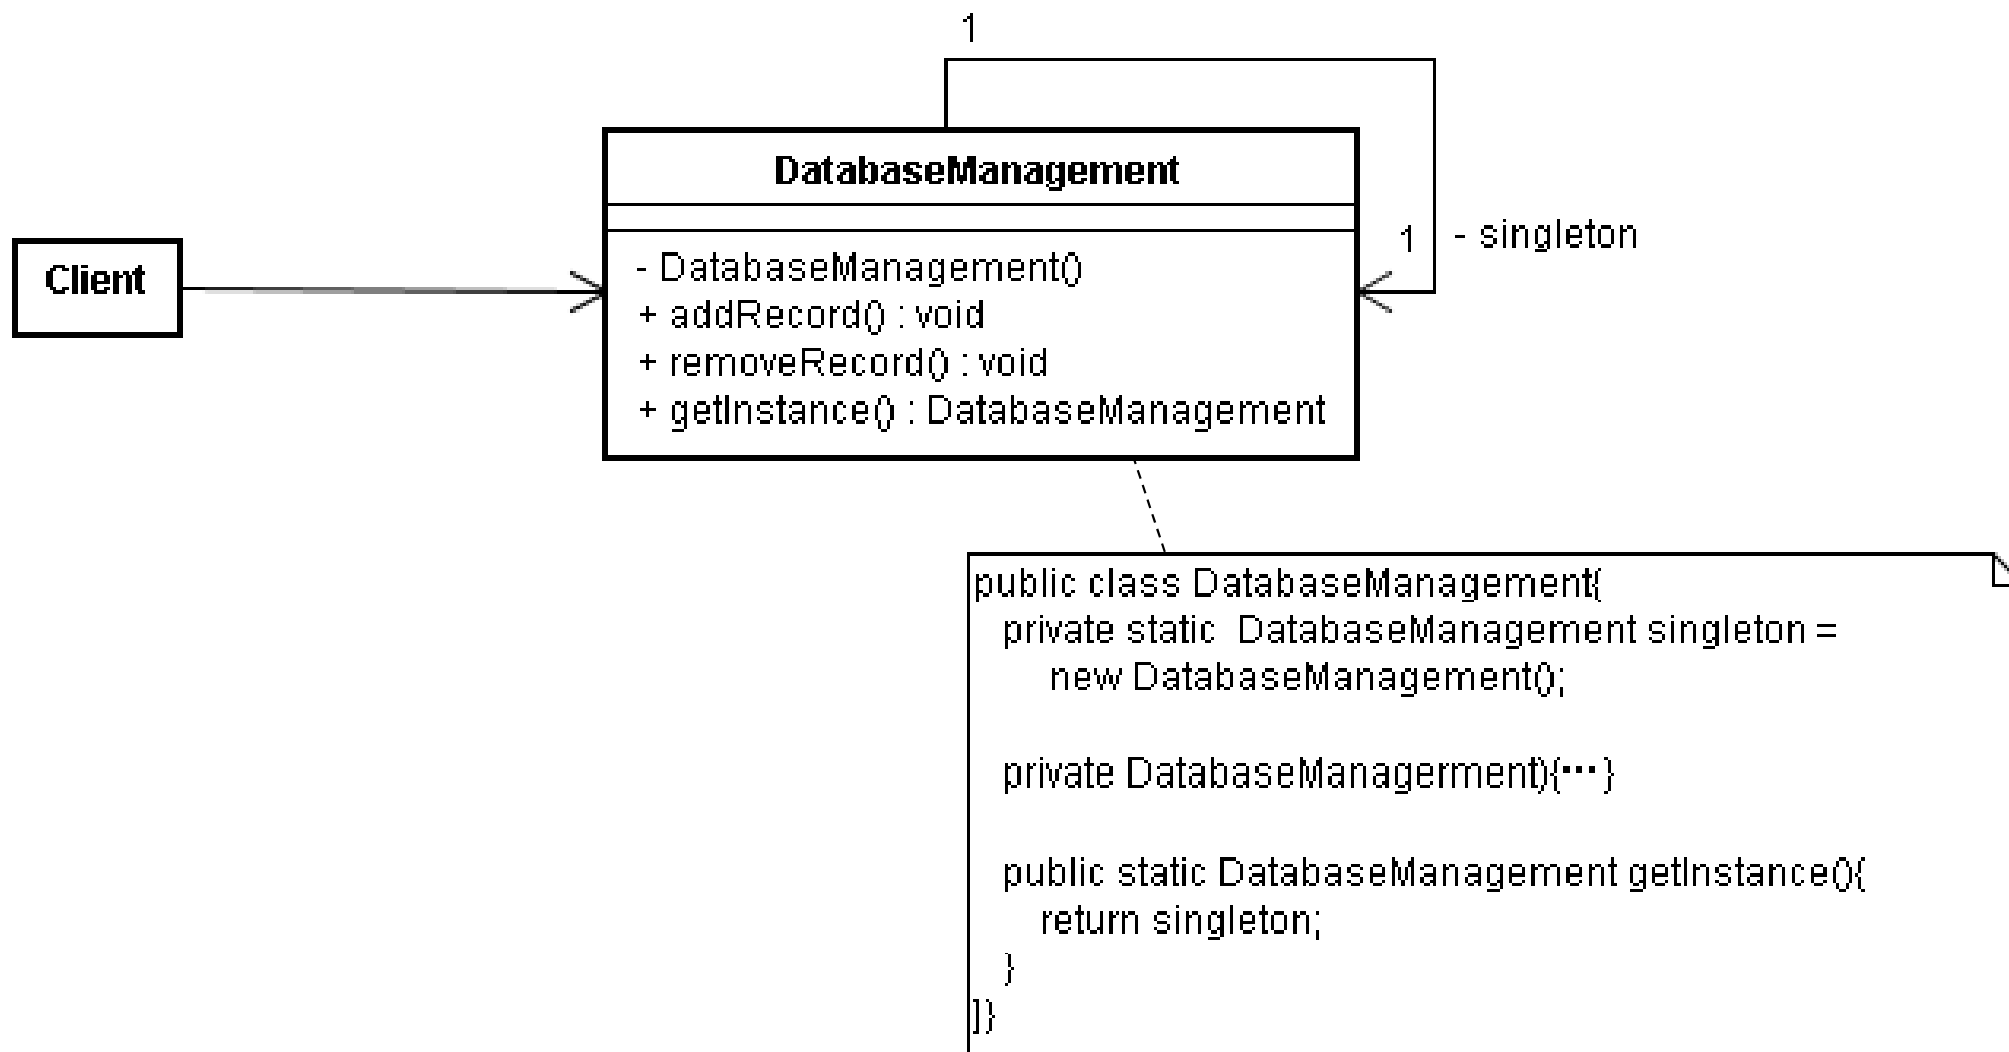 1
DatabaseManagement
Client
- DatabaseManagement()
+ addRecord() : void
+ removeRecord() : void
+ getInstance() : DatabaseManagement
1
- singleton
public class DatabaseManagement{
private static DatabaseManagement singleton =
new DatabaseManagement();
private DatabaseManagerment){···}
public static DatabaseManagement getInstance(){
return singleton;
}
]}